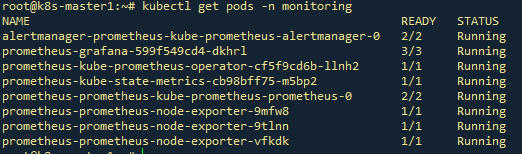 root@k8s-master1:~# kubectl get pods -n monitoring
NAME READY STATUS
alertmanager-prometheus-kube-prometheus-alertmanager-0 2/2 Running
prometheus-grafana-599f549cd4-dkhrl 3/3 Running
prometheus-kube-prometheus-operator-cf5f9cd6b-llnh2 1/1 Running
prometheus-kube-state-metrics-cb98bff75-m5bp2 1/1 Running
prometheus-prometheus-kube-prometheus-prometheus-0 2/2 Running
prometheus-prometheus-node-exporter-9mfw8 1/1 Running
prometheus-prometheus-node-exporter-9tlnn 1/1 Running
prometheus-prometheus-node-exporter-vfkdk 1/1 Running
root@k8s-master1:~#